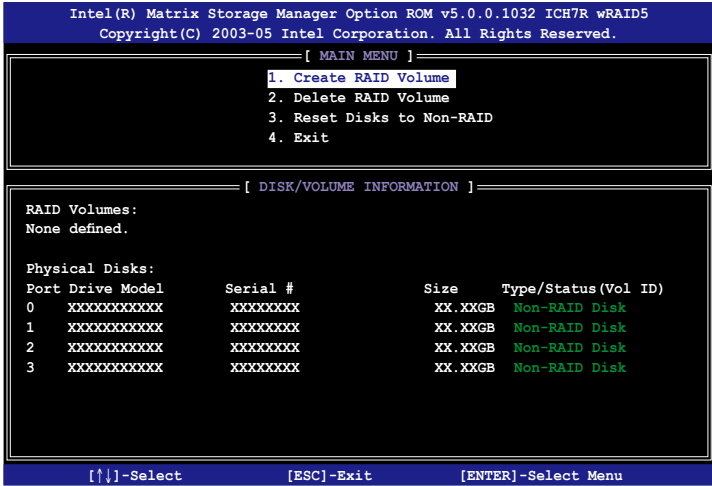 Intel(R) Matrix Storage Manager Option ROM v5.0.0.1032 ICH7R wRAID5
Copyright(C) 2003-05 Intel Corporation. All Rights Reserved.
[ MAIN MENU ]
1. Create RAID Volume
2. Delete RAID Volume
3. Reset Disks to Non-RAID
4. Exit
[ DISK/VOLUME INFORMATION ]
RAID Volumes:
None defined.
Physical Disks:
Port Drive Model Serial # Size Type/Status(Vol ID)
0 XXXXXXXXXXX XXXXXXXX XX.XXGB Non-RAID Disk
1 XXXXXXXXXXX XXXXXXXX XX.XXGB Non-RAID Disk
2 XXXXXXXXXXX XXXXXXXX XX.XXGB Non-RAID Disk
3 XXXXXXXXXXX XXXXXXXX XX.XXGB Non-RAID Disk
[↑↓]-Select [ESC]-Exit [ENTER]-Select Menu